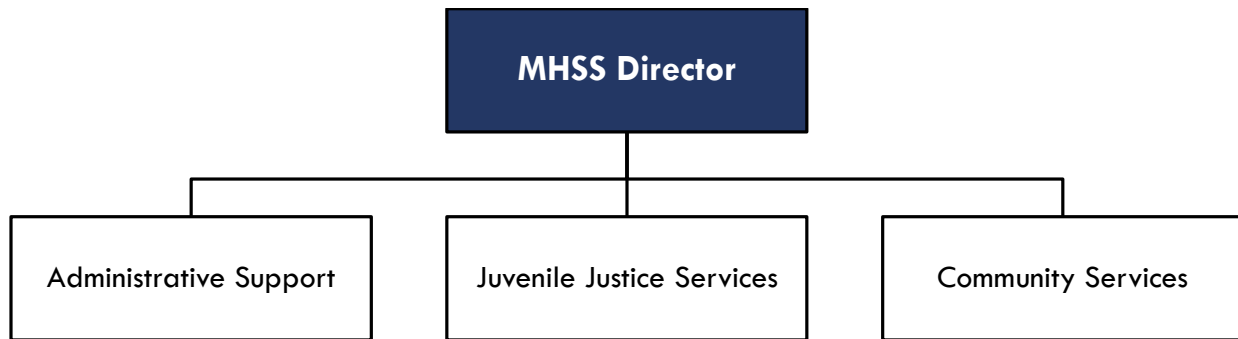 MHSS Director
Administrative Support
Juvenile Justice Services
Community Services